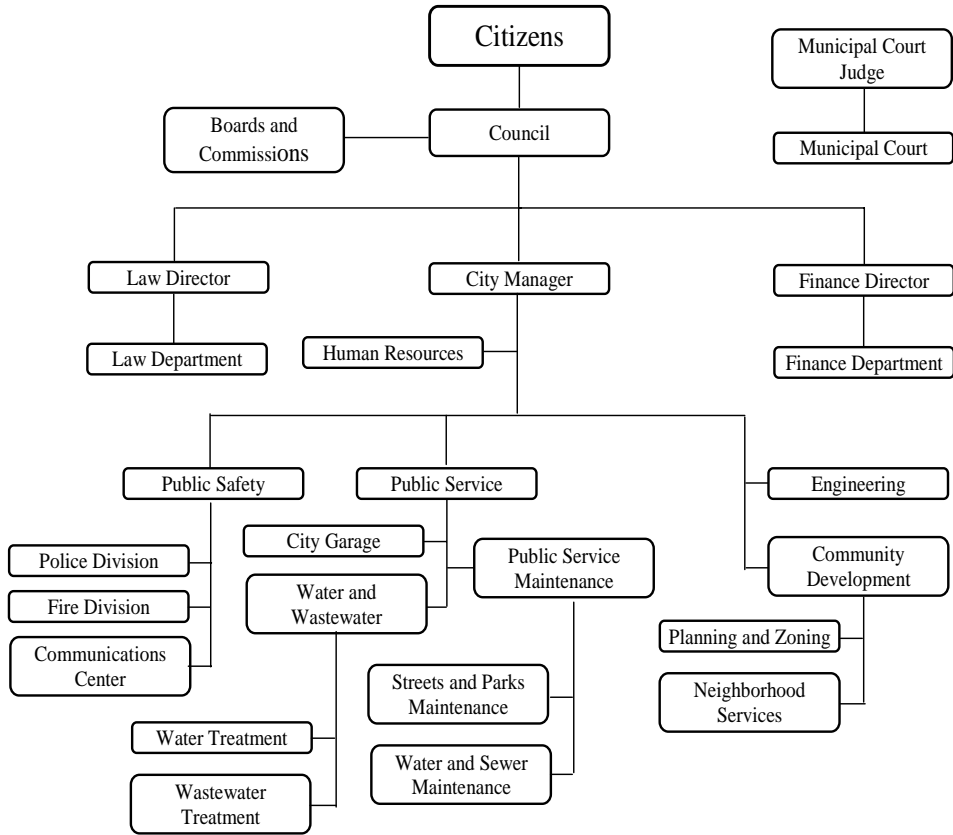 Citizens
Municipal Court
Judge
Boards and
Commissions
Council
Municipal Court
Law Director
City Manager
Finance Director
Law Department
Human Resources
Finance Department
Public Safety
Public Service
Engineering
City Garage
Police Division
Public Service
Maintenance
Community
Development
Fire Division
Water and
Wastewater
Communications
Center
Planning and Zoning
Streets and Parks
Maintenance
Neighborhood
Services
Water Treatment
Water and Sewer
Maintenance
Wastewater
Treatment